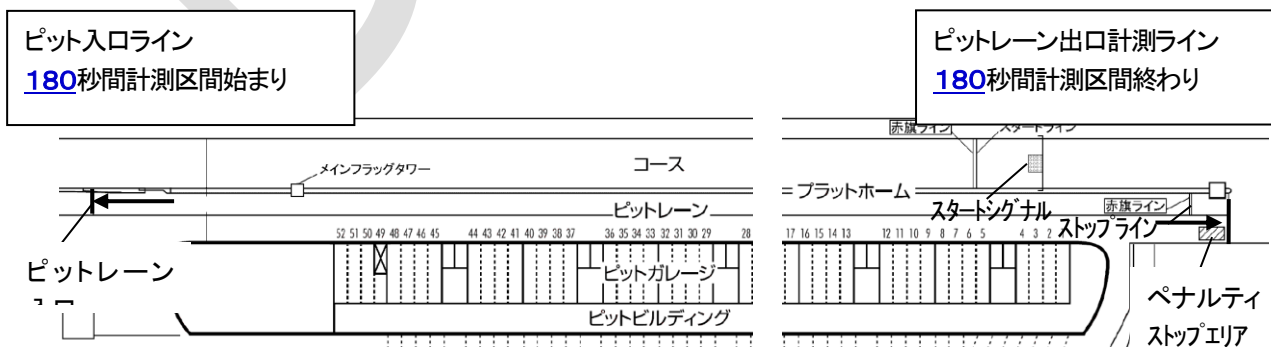 ピット入口ライン
180秒間計測区間始まり
ピットレーン出口計測ライン
180秒間計測区間終わり
赤旗ライン
スタートライン
メインフラッグタワー
コース
プラットホーム
ピットレーン
スタートシグナル
赤旗ライン
ストップライン
52 51 50 49 48 47 46 45 44 43 42 41 40 39 38 37 36 35 34 33 32 31 30 29 28 17 16 15 14 13 12 11 10 9 8 7 6 5 4 3 2
ピットレーン
ピットガレージ
ピットビルディング
ペナルティ
ストップエリア